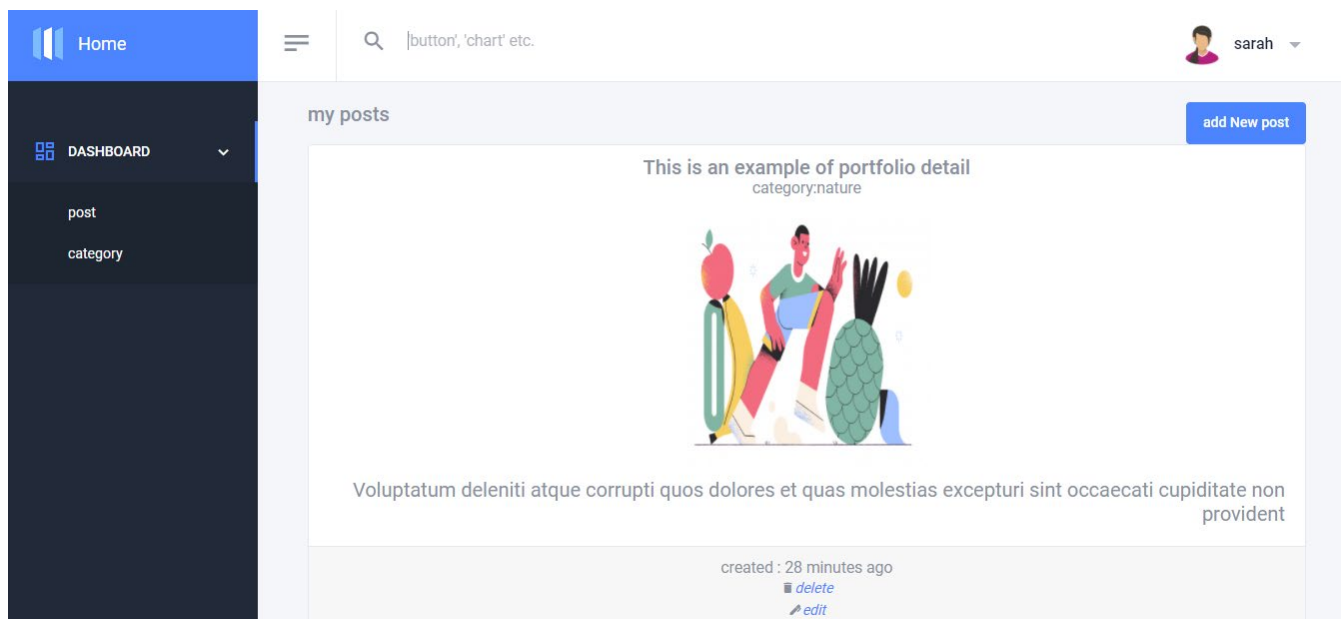 Home
'button', 'chart' etc.
sarah
my posts
add New post
DASHBOARD
post
category
This is an example of portfolio detail
category:nature
Voluptatum deleniti atque corrupti quos dolores et quas molestias excepturi sint occaecati cupiditate non
provident
created : 28 minutes ago
delete
edit